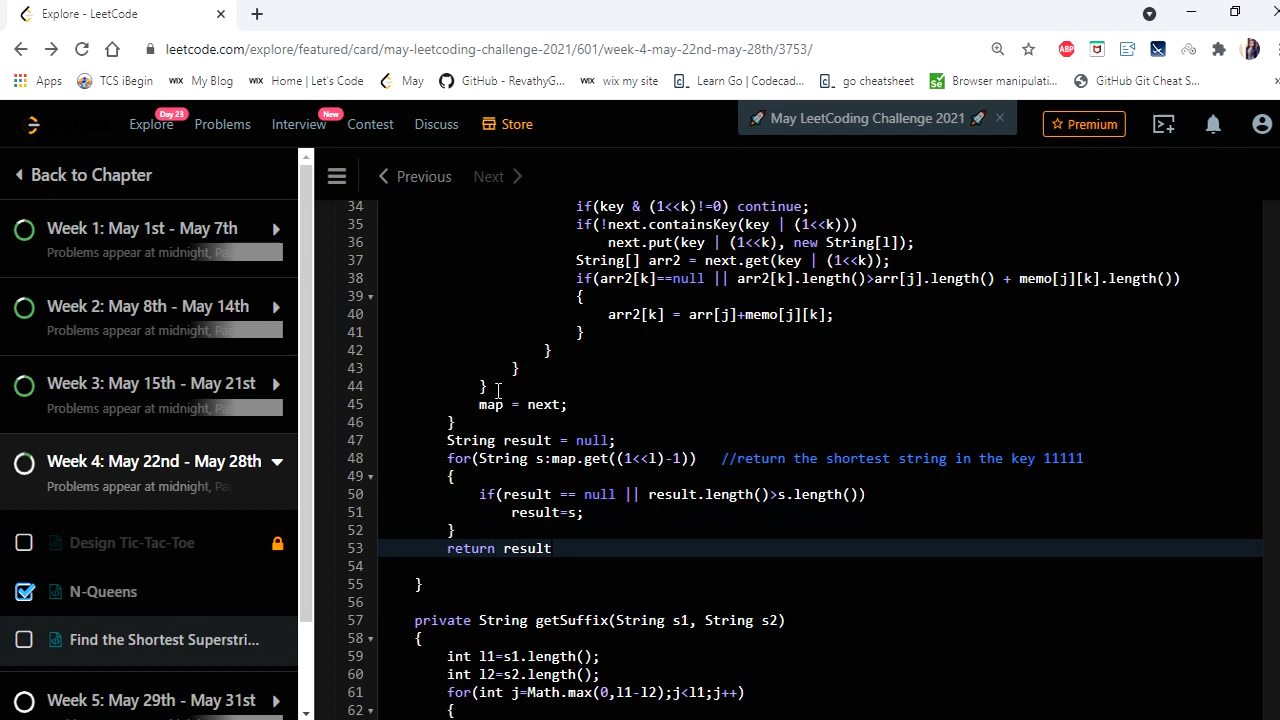 Explore - LeetCode
leetcode.com/explore/featured/card/may-leetcoding-challenge-2021/601/week-4-may-22nd-may-28th/3753/
ABP
Apps TCS iBegin WIX My Blog WIX Home | Let's Code May GitHub - RevathyG... WIX wix my site Learn Go | Codecad... go cheatsheet Se Browser manipulati... GitHub Git Cheat S... »
Explore Day 23 Problems Interview New Contest Discuss Store May LeetCoding Challenge 2021 Premium
Back to Chapter
Previous Next
Week 1: May 1st - May 7th
Problems appear at midnight,
Week 2: May 8th - May 14th
Problems appear at midnight,
Week 3: May 15th - May 21st
Problems appear at midnight,
Week 4: May 22nd - May 28th
Problems appear at midnight,
Design Tic-Tac-Toe
N-Queens
Find the Shortest Superstri...
Week 5: May 29th - May 31st
34 if(key & (1<<k)!=0) continue;
35 if(!next.containsKey(key | (1<<k)))
36 next.put(key | (1<<k), new String[l]);
37 String[] arr2 = next.get(key | (1<<k));
38 if(arr2[k]==null || arr2[k].length()>arr[j].length() + memo[j][k].length())
39 {
40 arr2[k] = arr[j]+memo[j][k];
41 }
42 }
43 }
44 }
45 map = next;
46 }
47 String result = null;
48 for(String s:map.get((1<<l)-1)) //return the shortest string in the key 11111
49 {
50 if(result == null || result.length()>s.length())
51 result=s;
52 }
53 return result
54
55 }
56
57 private String getSuffix(String s1, String s2)
58 {
59 int l1=s1.length();
60 int l2=s2.length();
61 for(int j=Math.max(0,l1-l2);j<l1;j++)
62 {